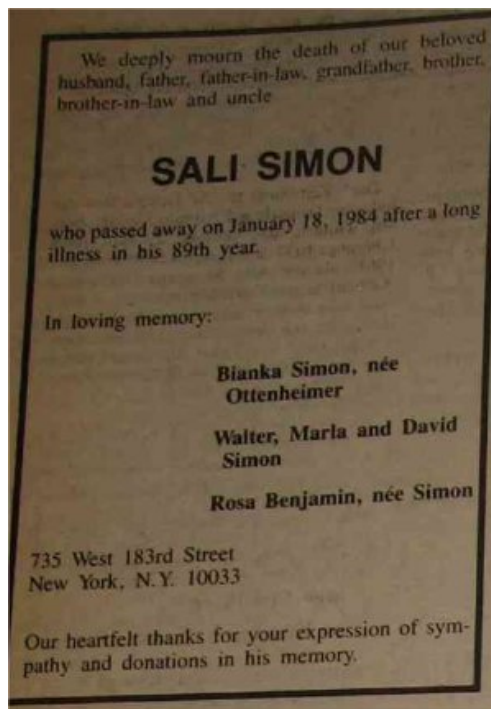 We deeply mourn the death of our beloved
husband, father, father-in-law, grandfather, brother,
brother-in-law and uncle
SALI SIMON
who passed away on January 18, 1984 after a long
illness in his 89th year.
In loving memory:
Bianka Simon, née
Ottenheimer
Walter, Marla and David
Simon
Rosa Benjamin, née Simon
735 West 183rd Street
New York, N.Y. 10033
Our heartfelt thanks for your expression of sym-
pathy and donations in his memory.